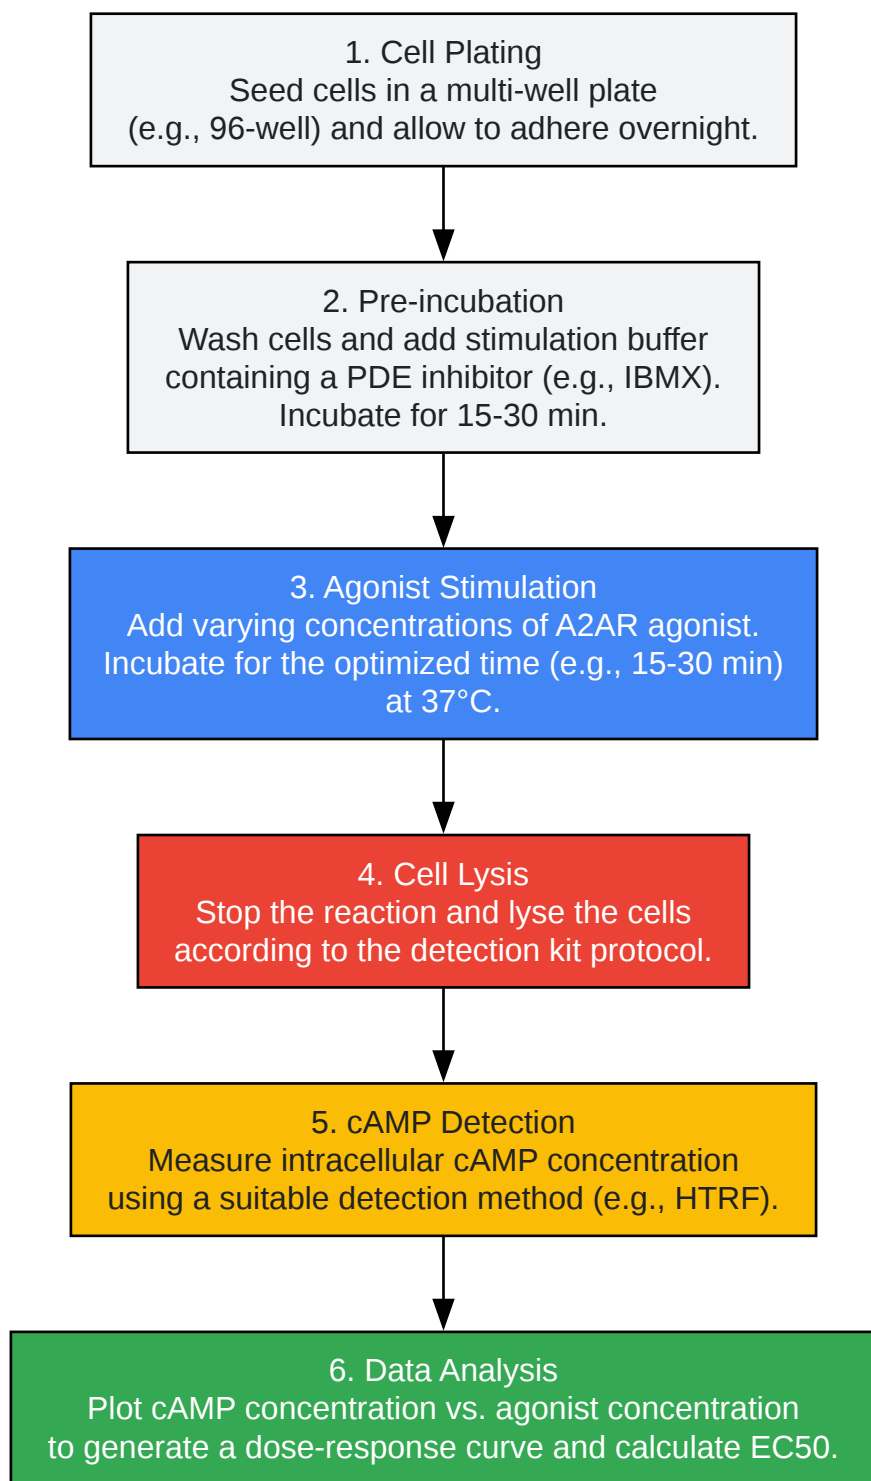 1. Cell Plating
Seed cells in a multi-well plate
(e.g., 96-well) and allow to adhere overnight.
2. Pre-incubation
Wash cells and add stimulation buffer
containing a PDE inhibitor (e.g., IBMX).
Incubate for 15-30 min.
3. Agonist Stimulation
Add varying concentrations of A2AR agonist.
Incubate for the optimized time (e.g., 15-30 min)
at 37°C.
4. Cell Lysis
Stop the reaction and lyse the cells
according to the detection kit protocol.
5. cAMP Detection
Measure intracellular cAMP concentration
using a suitable detection method (e.g., HTRF).
6. Data Analysis
Plot cAMP concentration vs. agonist concentration
to generate a dose-response curve and calculate EC50.